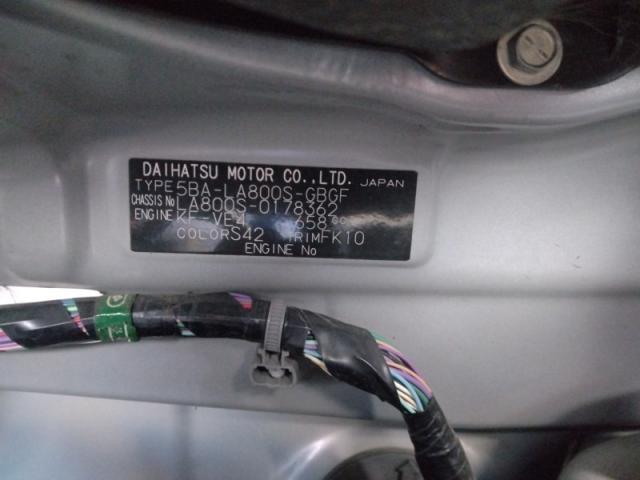 DAIHATSU MOTOR CO.,LTD. JAPAN
TYPE 5BA-LA800S-GBGF
CHASSIS No LA800S-0178362
ENGINE KF-VE4 658cc
COLOR S42 TRIM FK10
ENGINE No